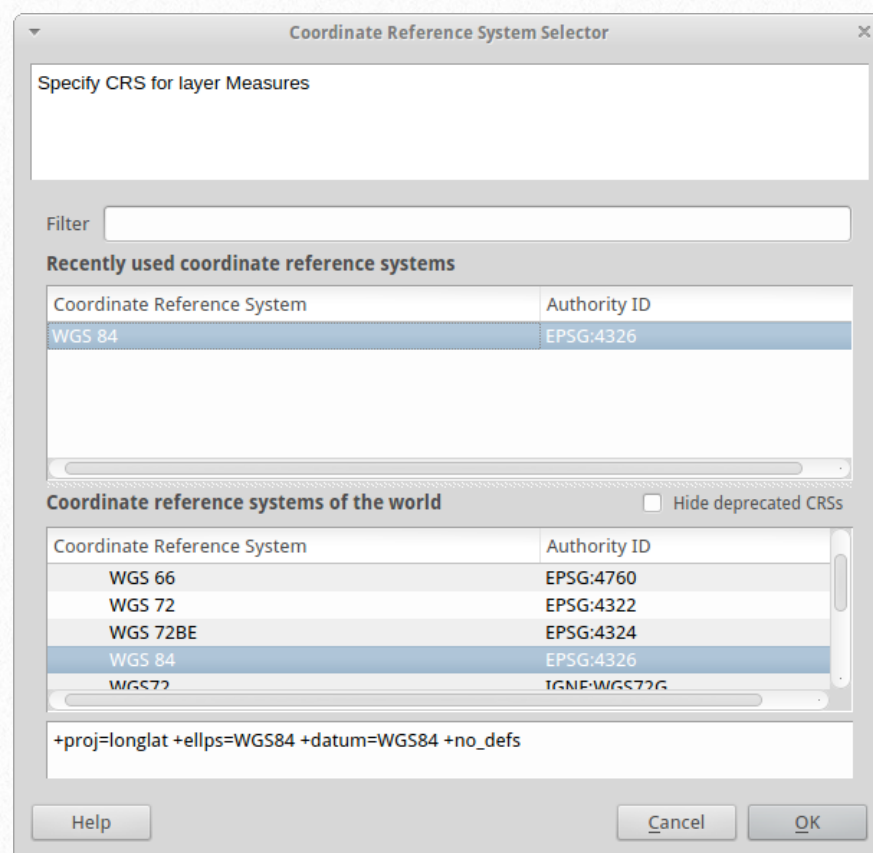 Coordinate Reference System Selector
Specify CRS for layer Measures
Filter
Recently used coordinate reference systems
Coordinate Reference System Authority ID
WGS 84 EPSG:4326
Coordinate reference systems of the world Hide deprecated CRSs
Coordinate Reference System Authority ID
WGS 66 EPSG:4760
WGS 72 EPSG:4322
WGS 72BE EPSG:4324
WGS 84 EPSG:4326
WGS72 IGNF:WGS72G
+proj=longlat +ellps=WGS84 +datum=WGS84 +no_defs
Help Cancel OK